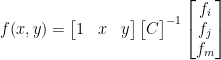 f(x, y) = [1 x y] [C]^{-1} [f_i f_j f_m]